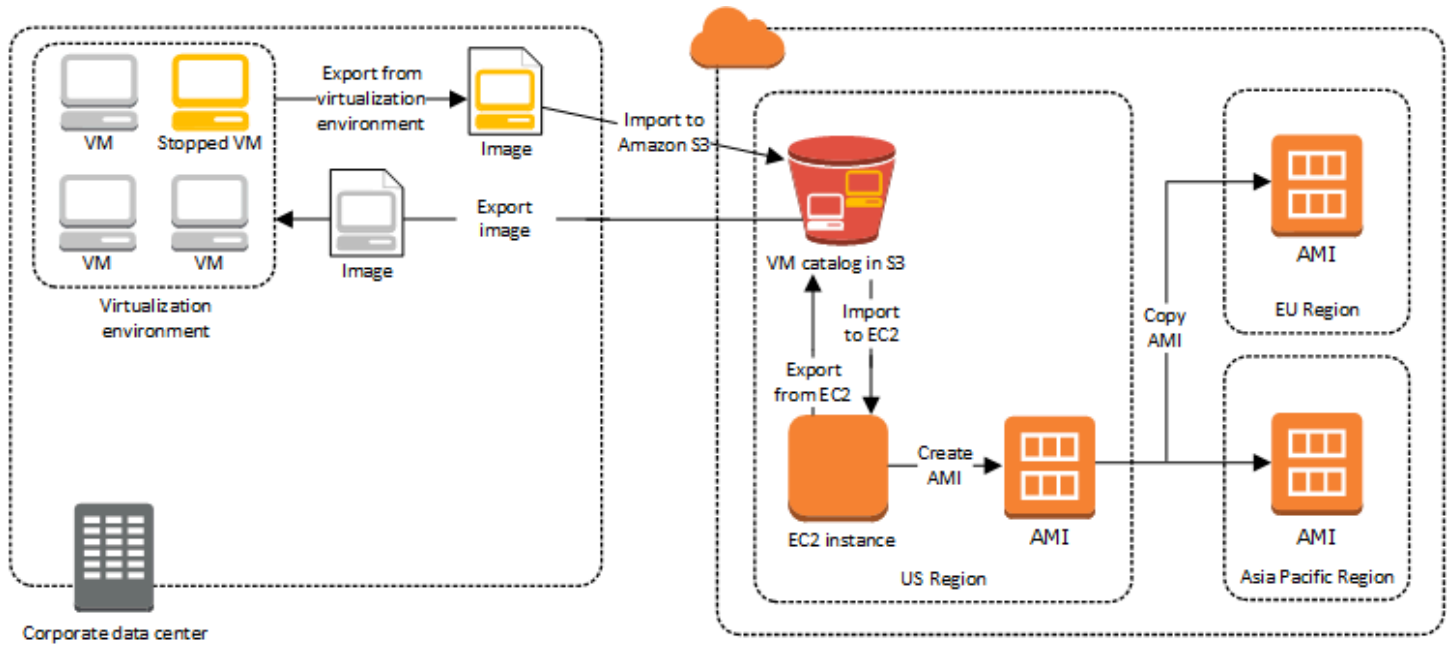 VM
Stopped VM
VM
VM
Virtualization
environment
Export from
virtualization
environment
Image
Export
image
Image
Corporate data center
Import to
Amazon S3
VM catalog in S3
Import
to EC2
Export
from EC2
EC2 instance
Create
AMI
AMI
US Region
Copy
AMI
AMI
EU Region
AMI
Asia Pacific Region